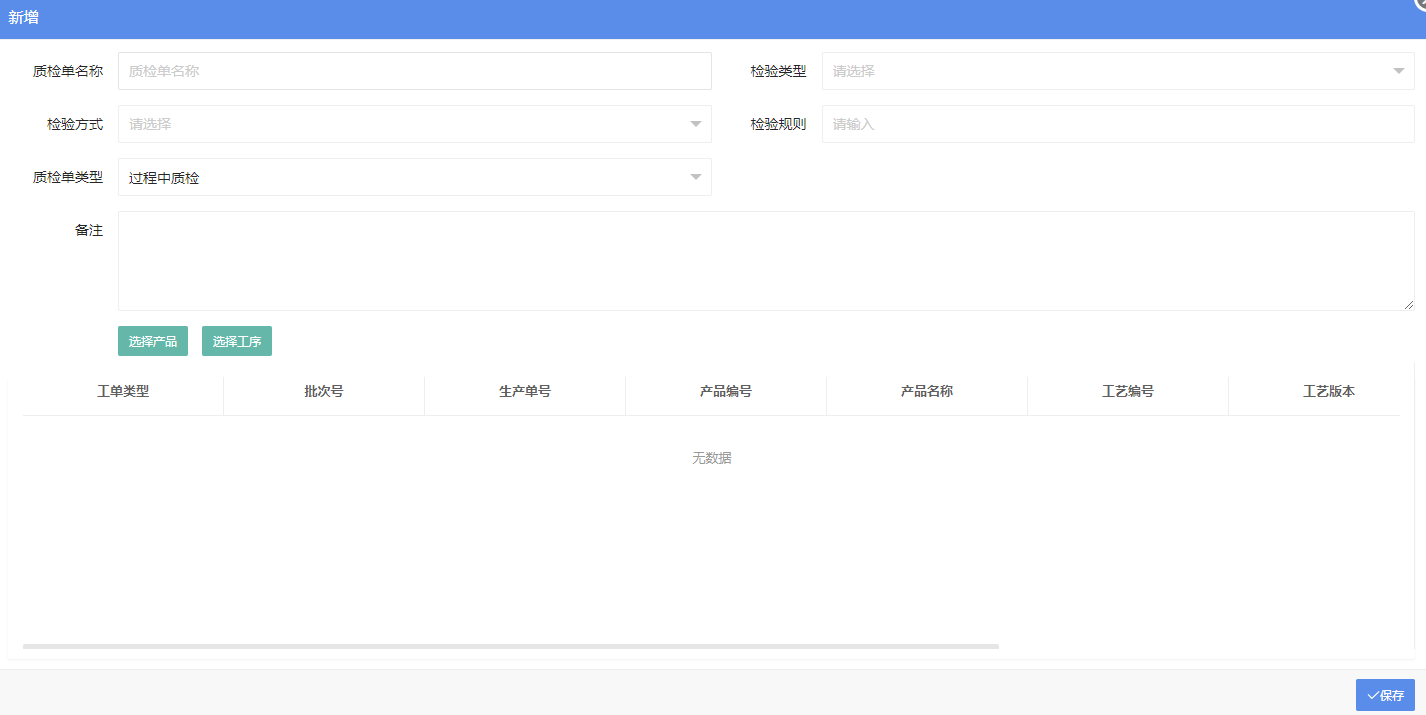 新增
质检单名称 质检单名称 检验类型 请选择
检验方式 请选择 检验规则 请输入
质检单类型 过程中质检
备注
选择产品 选择工序
工单类型 批次号 生产单号 产品编号 产品名称 工艺编号 工艺版本
无数据
保存